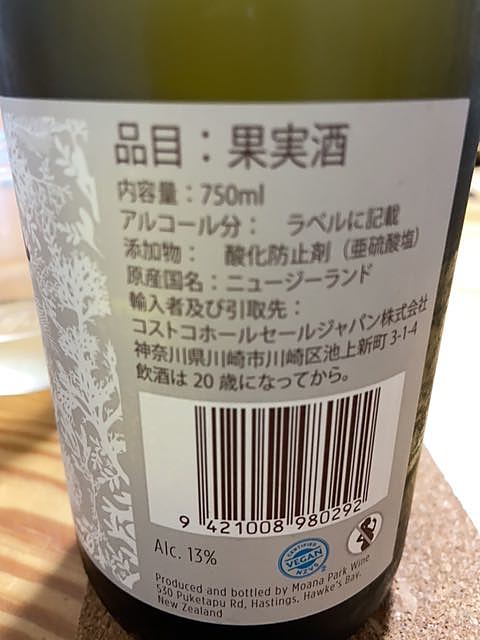 品目：果実酒
内容量：750ml
アルコール分： ラベルに記載
添加物： 酸化防止剤（亜硫酸塩）
原産国名：ニュージーランド
輸入者及び引取先：
コストコホールセールジャパン株式会社
神奈川県川崎市川崎区池上新町 3-1-4
飲酒は 20 歳になってから。
9 421008 980292
Alc. 13%
CERTIFIED
VEGAN
NZVS
Produced and bottled by Moana Park Wine
530 Puketapu Rd, Hastings, Hawke's Bay,
New Zealand